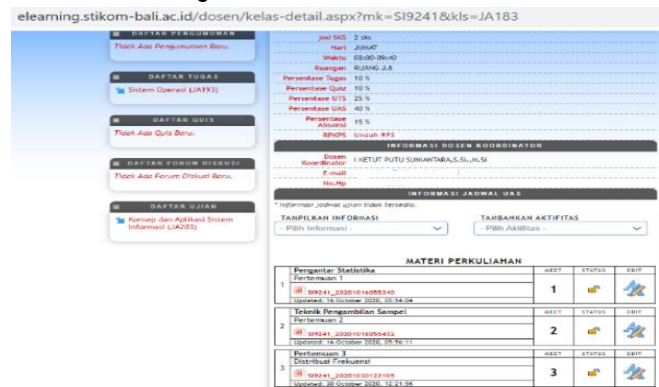 elearning.stikom-bali.ac.id/dosen/kelas-detail.aspx?mk=SI9241&kls=JA183
DAFTAR PENGUMUMAN
Tidak Ada Pengumuman Baru.
DAFTAR TUGAS
Sistem Operasi (JA193)
DAFTAR QUIS
Tidak Ada Quis Baru.
DAFTAR FORUM DISKUSI
Tidak Ada Forum Diskusi Baru.
DAFTAR UJIAN
Konsep dan Aplikasi Sistem
Informasi (JA203)
Jml SKS 2 sks
Hari JUMAT
Waktu 08:00-09:40
Ruangan RUANG J.6
Persentase Tugas 10 %
Persentase Quiz 10 %
Persentase UTS 25 %
Persentase UAS 40 %
Persentase
Absensi 15 %
Unduh RPS
INFORMASI DOSEN KOORDINATOR
Dosen
Koordinator I KETUT PUTU SUNIANTARA,S.Si.,M.Si
E-mail
No.Hp
INFORMASI JADWAL UAS
* Informasi jadwal ujian tidak tersedia.
TAMPILKAN INFORMASI
- Pilih Informasi -
TAMBAHKAN AKTIFITAS
- Pilih Aktifitas -
MATERI PERKULIAHAN
Pengantar Statistika MEET STATUS EDIT
Pertemuan 1
1
SI9241_20201016055340 1
Updated: 16 October 2020, 05:54:04
Teknik Pengambilan Sampel MEET STATUS EDIT
Pertemuan 2
2
SI9241_20201016055432 2
Updated: 16 October 2020, 05:56:11
Pertemuan 3 MEET STATUS EDIT
Distribusi Frekuensi
3
SI9241_20201030122105 3
Updated: 30 October 2020, 12:21:56